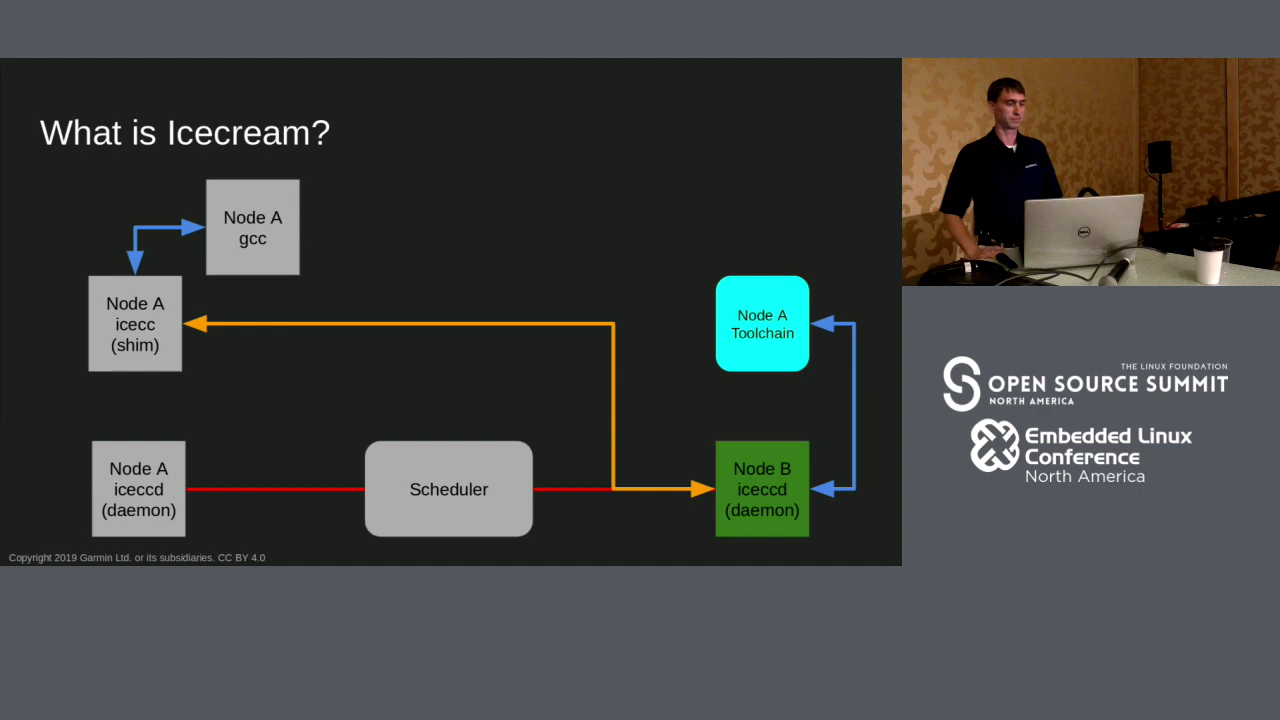 What is Icecream?
Node A
gcc
Node A
icecc
(shim)
Node A
Toolchain
Node A
iceccd
(daemon)
Scheduler
Node B
iceccd
(daemon)
Copyright 2019 Garmin Ltd. or its subsidiaries. CC BY 4.0
DELL
THE LINUX FOUNDATION
OPEN SOURCE SUMMIT
NORTH AMERICA
Embedded Linux
Conference
North America